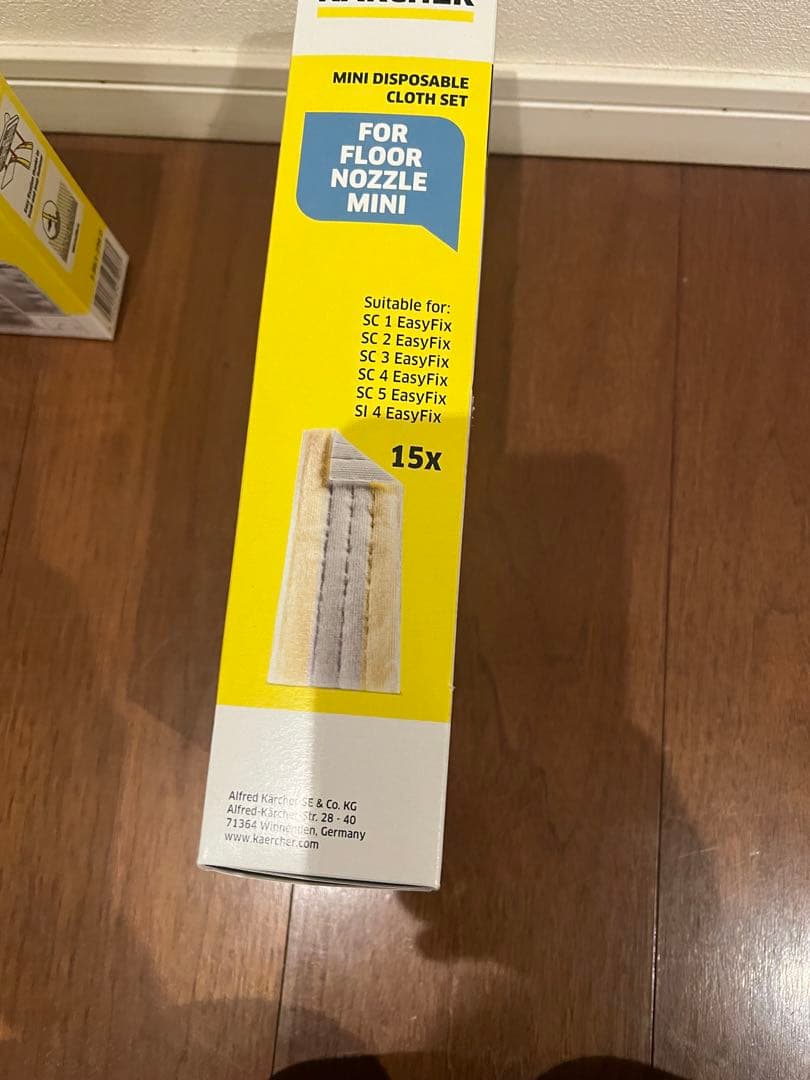 KÄRCHER
MINI DISPOSABLE
CLOTH SET
FOR
FLOOR
NOZZLE
MINI
Suitable for:
SC 1 EasyFix
SC 2 EasyFix
SC 3 EasyFix
SC 4 EasyFix
SC 5 EasyFix
SI 4 EasyFix
15x
Alfred Kärcher SE & Co. KG
Alfred-Kärcher-Str. 28 - 40
71364 Winnenden, Germany
www.kaercher.com